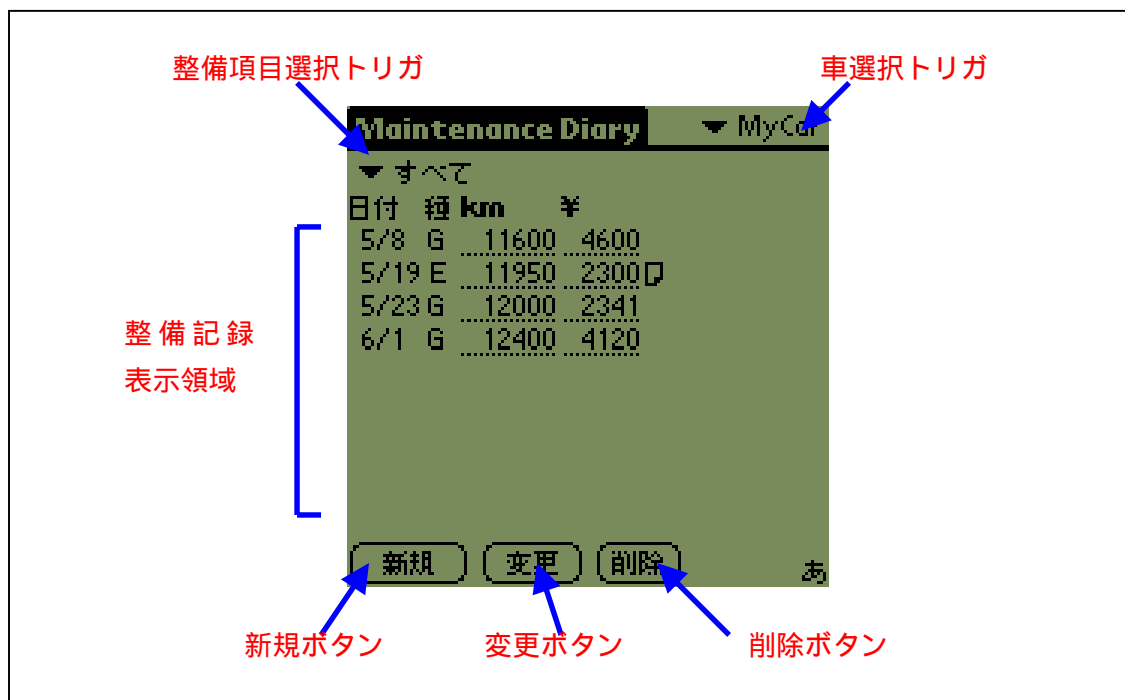 整備項目選択トリガ
車選択トリガ
Maintenance Diary
MyCar
すべて
日付 種 km ¥
5/8 G 11600 4600
5/19 E 11950 2300
5/23 G 12000 2341
6/1 G 12400 4120
整備記録
表示領域
新規 変更 削除 あ
新規ボタン 変更ボタン 削除ボタン